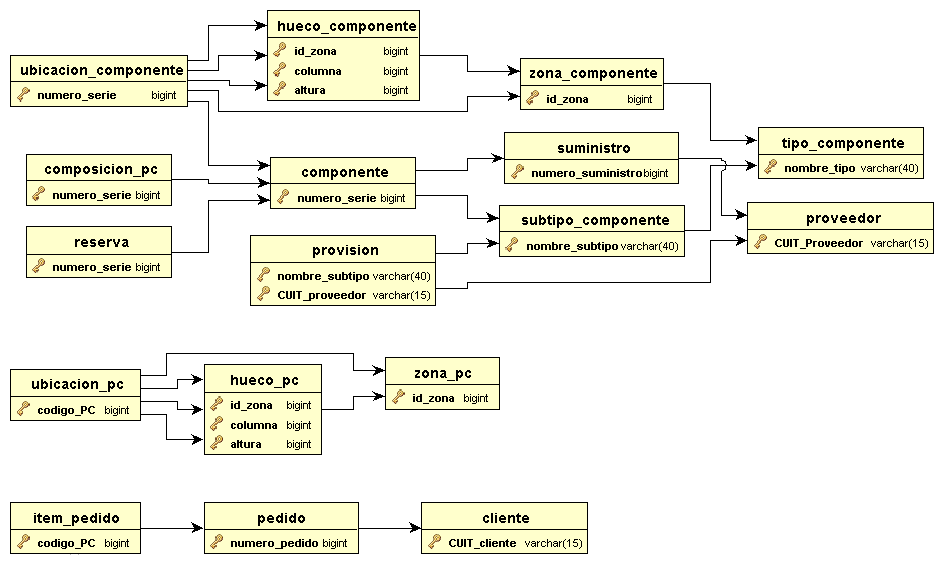 hueco_componente
id_zona bigint
columna bigint
altura bigint
ubicacion_componente
numero_serie bigint
zona_componente
id_zona bigint
tipo_componente
nombre_tipo varchar(40)
suministro
numero_suministro bigint
composicion_pc
numero_serie bigint
componente
numero_serie bigint
subtipo_componente
nombre_subtipo varchar(40)
proveedor
CUIT_Proveedor varchar(15)
reserva
numero_serie bigint
provision
nombre_subtipo varchar(40)
CUIT_proveedor varchar(15)
ubicacion_pc
codigo_PC bigint
hueco_pc
id_zona bigint
columna bigint
altura bigint
zona_pc
id_zona bigint
item_pedido
codigo_PC bigint
pedido
numero_pedido bigint
cliente
CUIT_cliente varchar(15)